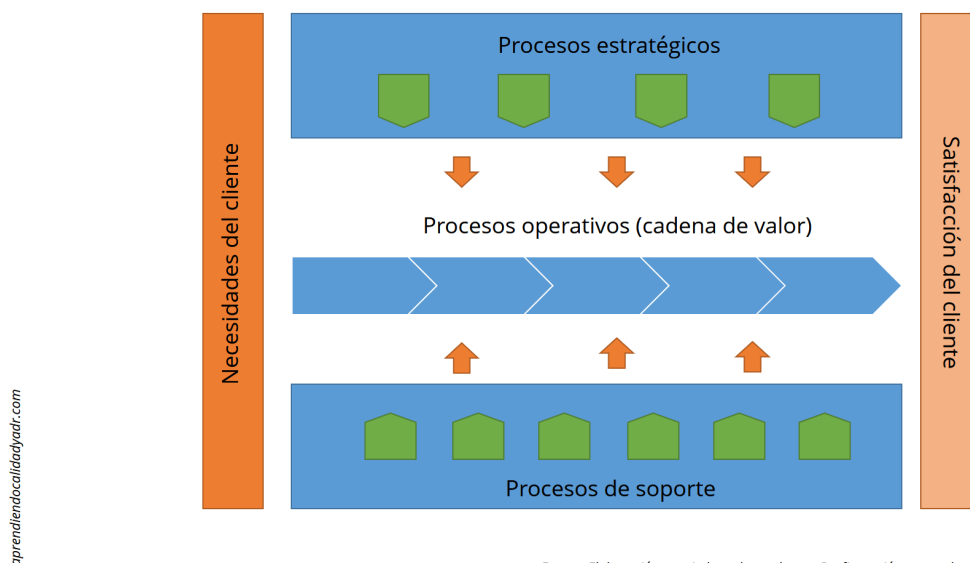 Procesos estratégicos
Necesidades del cliente
Procesos operativos (cadena de valor)
Satisfacción del cliente
Procesos de soporte
aprendiendocalidadyadr.com